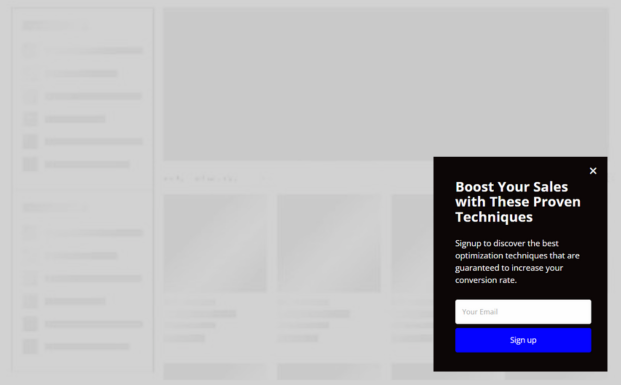 ×
Boost Your Sales
with These Proven
Techniques
Signup to discover the best
optimization techniques that are
guaranteed to increase your
conversion rate.
Your Email
Sign up